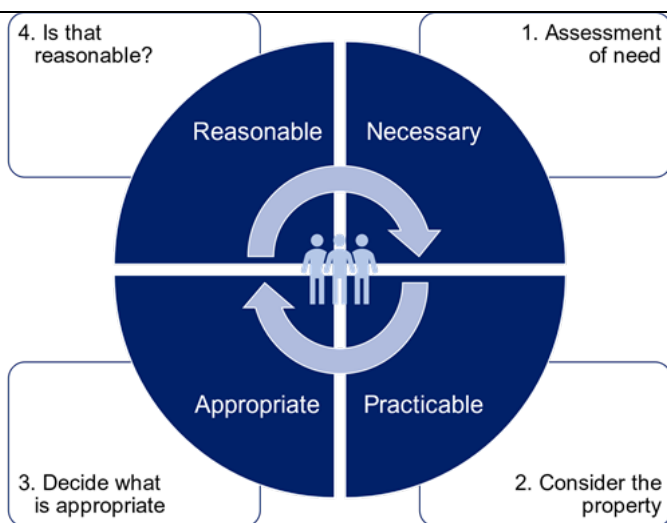 4. Is that
reasonable?
1. Assessment
of need
Reasonable
Necessary
Appropriate
Practicable
3. Decide what
is appropriate
2. Consider the
property